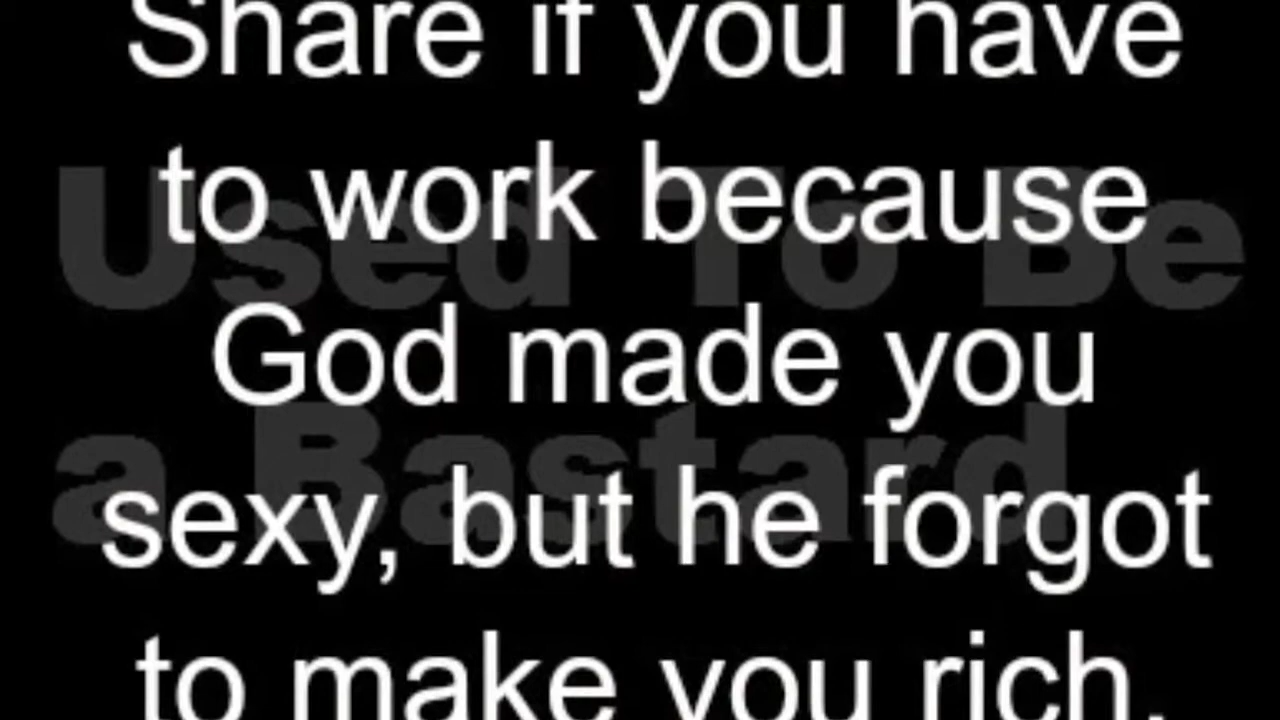 Share if you have
to work because
Used To Be
God made you
a Bastard
sexy, but he forgot
to make you rich.